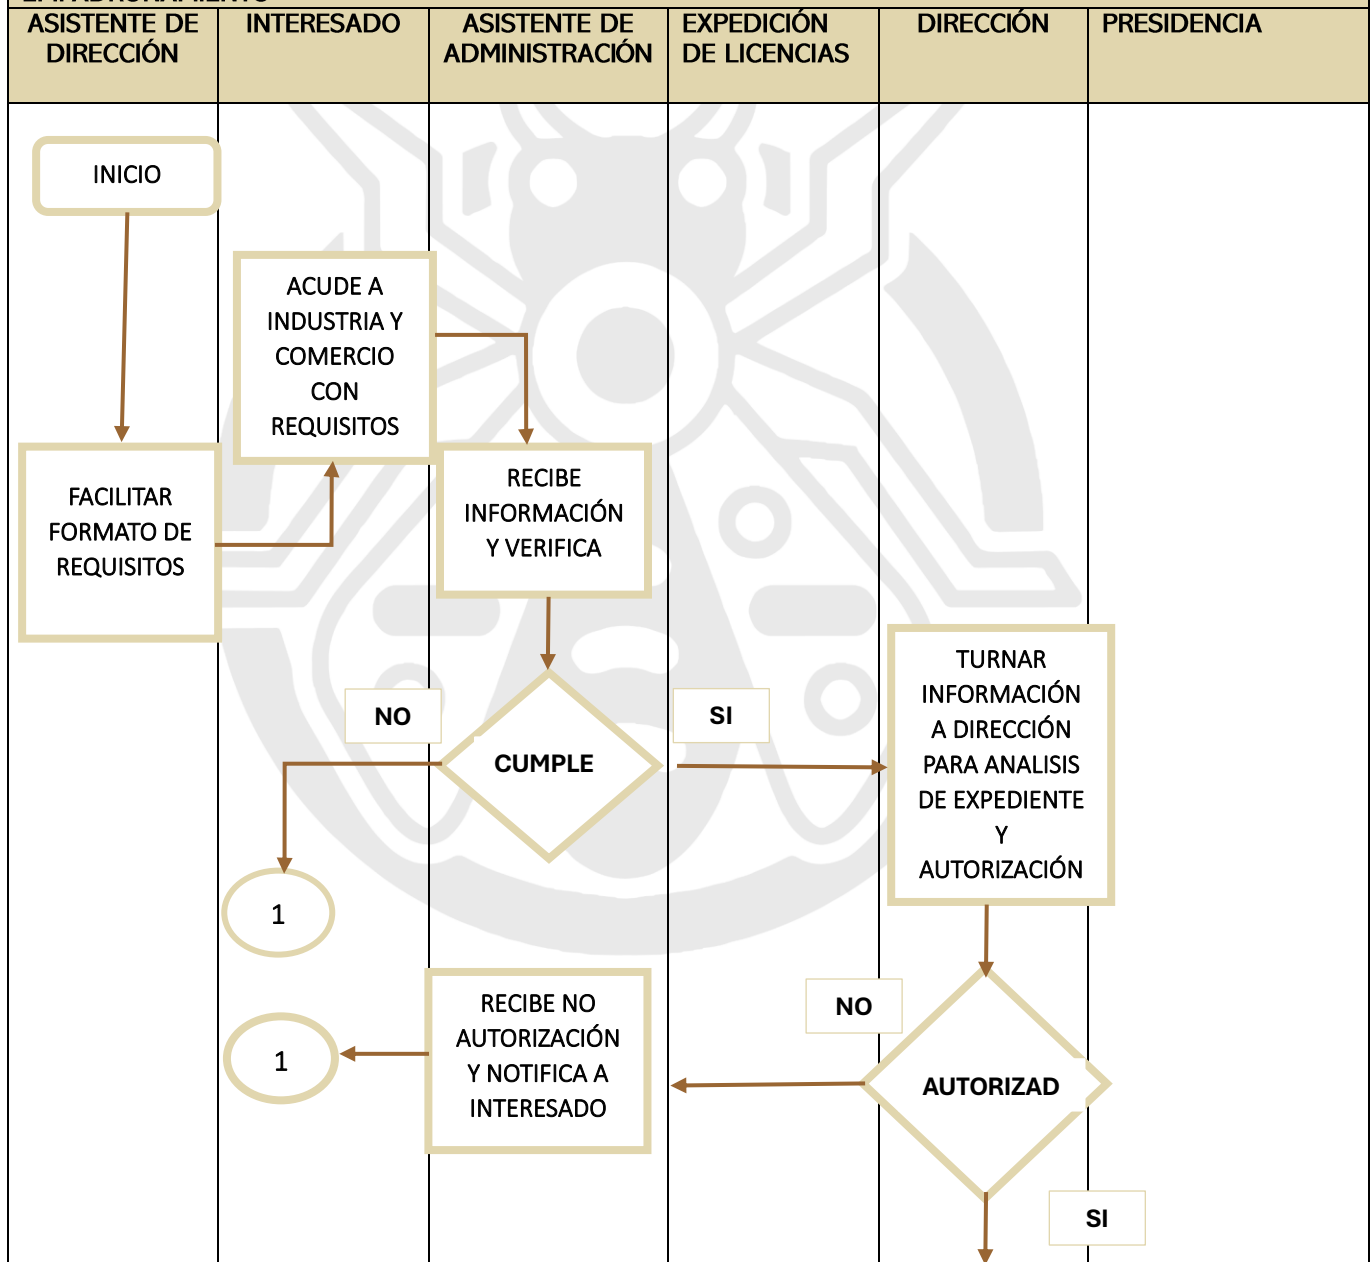 EMPADRONAMIENTO
ASISTENTE DE
DIRECCIÓN
INTERESADO
ASISTENTE DE
ADMINISTRACIÓN
EXPEDICIÓN
DE LICENCIAS
DIRECCIÓN
PRESIDENCIA
INICIO
ACUDE A
INDUSTRIA Y
COMERCIO
CON
REQUISITOS
FACILITAR
FORMATO DE
REQUISITOS
RECIBE
INFORMACIÓN
Y VERIFICA
NO
CUMPLE
SI
TURNAR
INFORMACIÓN
A DIRECCIÓN
PARA ANALISIS
DE EXPEDIENTE
Y
AUTORIZACIÓN
1
RECIBE NO
AUTORIZACIÓN
Y NOTIFICA A
INTERESADO
1
NO
AUTORIZAD
SI